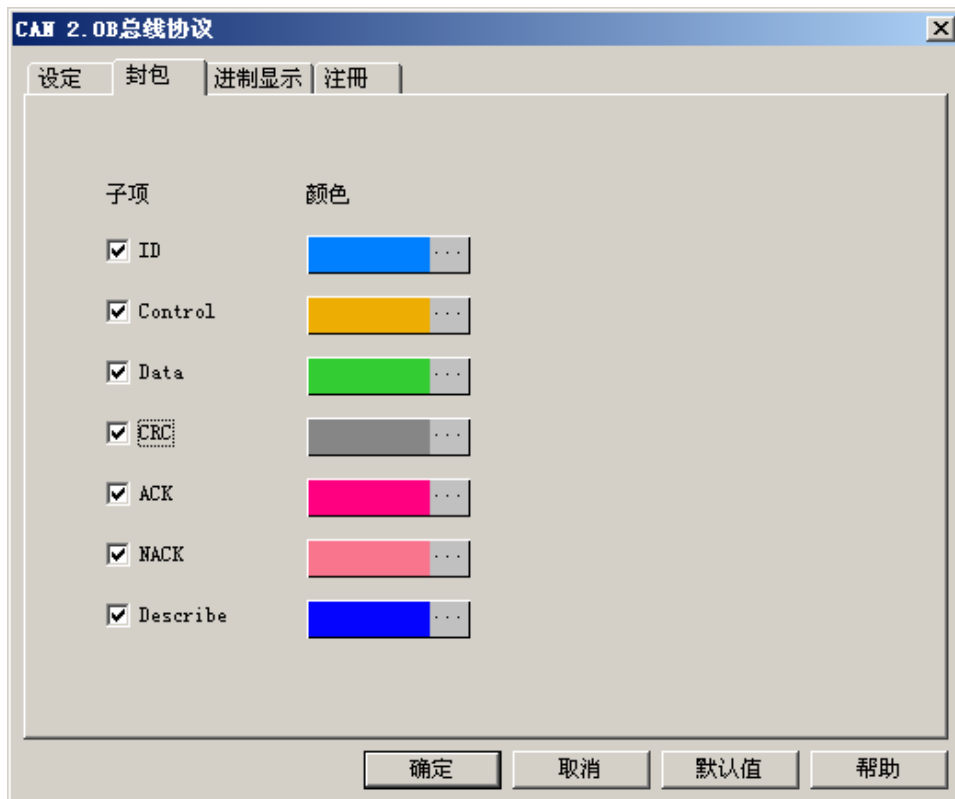 CAN 2.0B总线协议
设定 封包 进制显示 注册
子项 颜色
ID ...
Control ...
Data ...
CRC ...
ACK ...
NACK ...
Describe ...
确定 取消 默认值 帮助